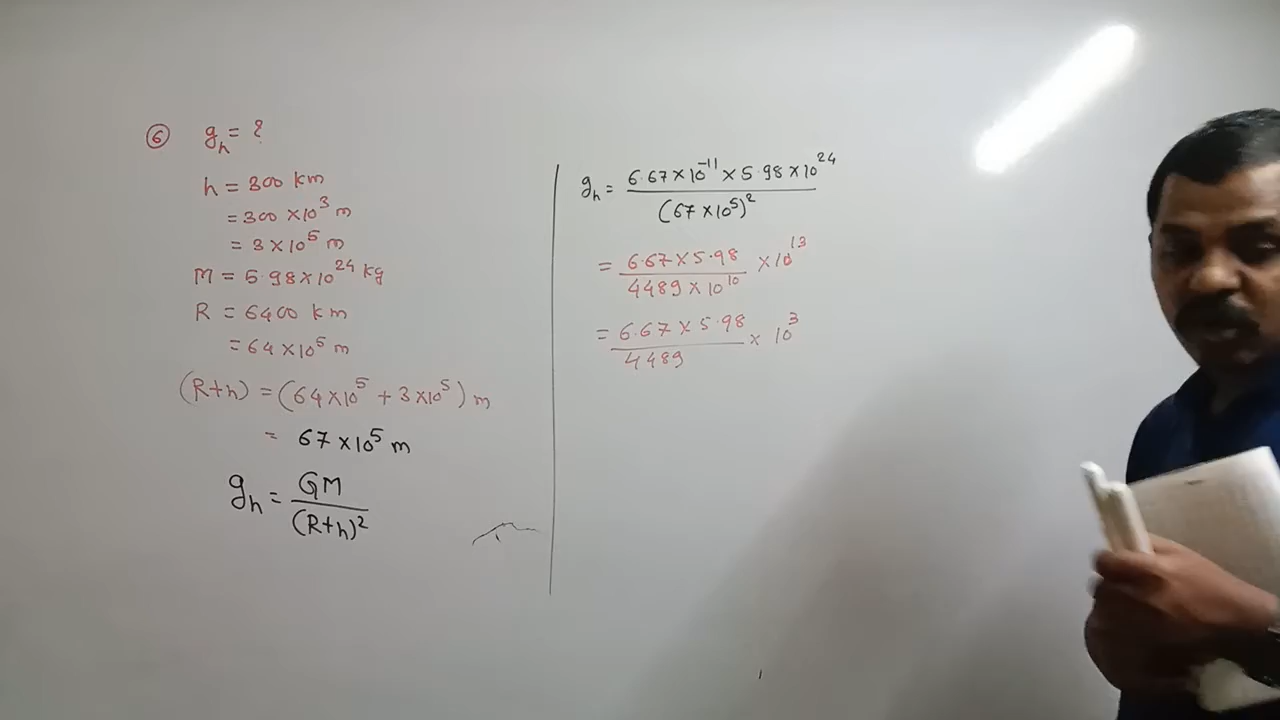 ⑥ gₕ = ?
h = 300 km
= 300 × 10³ m
= 3 × 10⁵ m
M = 5.98 × 10²⁴ kg
R = 6400 km
= 64 × 10⁵ m
(R+h) = (64 × 10⁵ + 3 × 10⁵) m
= 67 × 10⁵ m
gₕ = GM / (R+h)²
gₕ = 6.67 × 10⁻¹¹ × 5.98 × 10²⁴ / (67 × 10⁵)²
= 6.67 × 5.98 / 4489 × 10¹⁰ × 10¹³
= 6.67 × 5.98 / 4489 × 10³